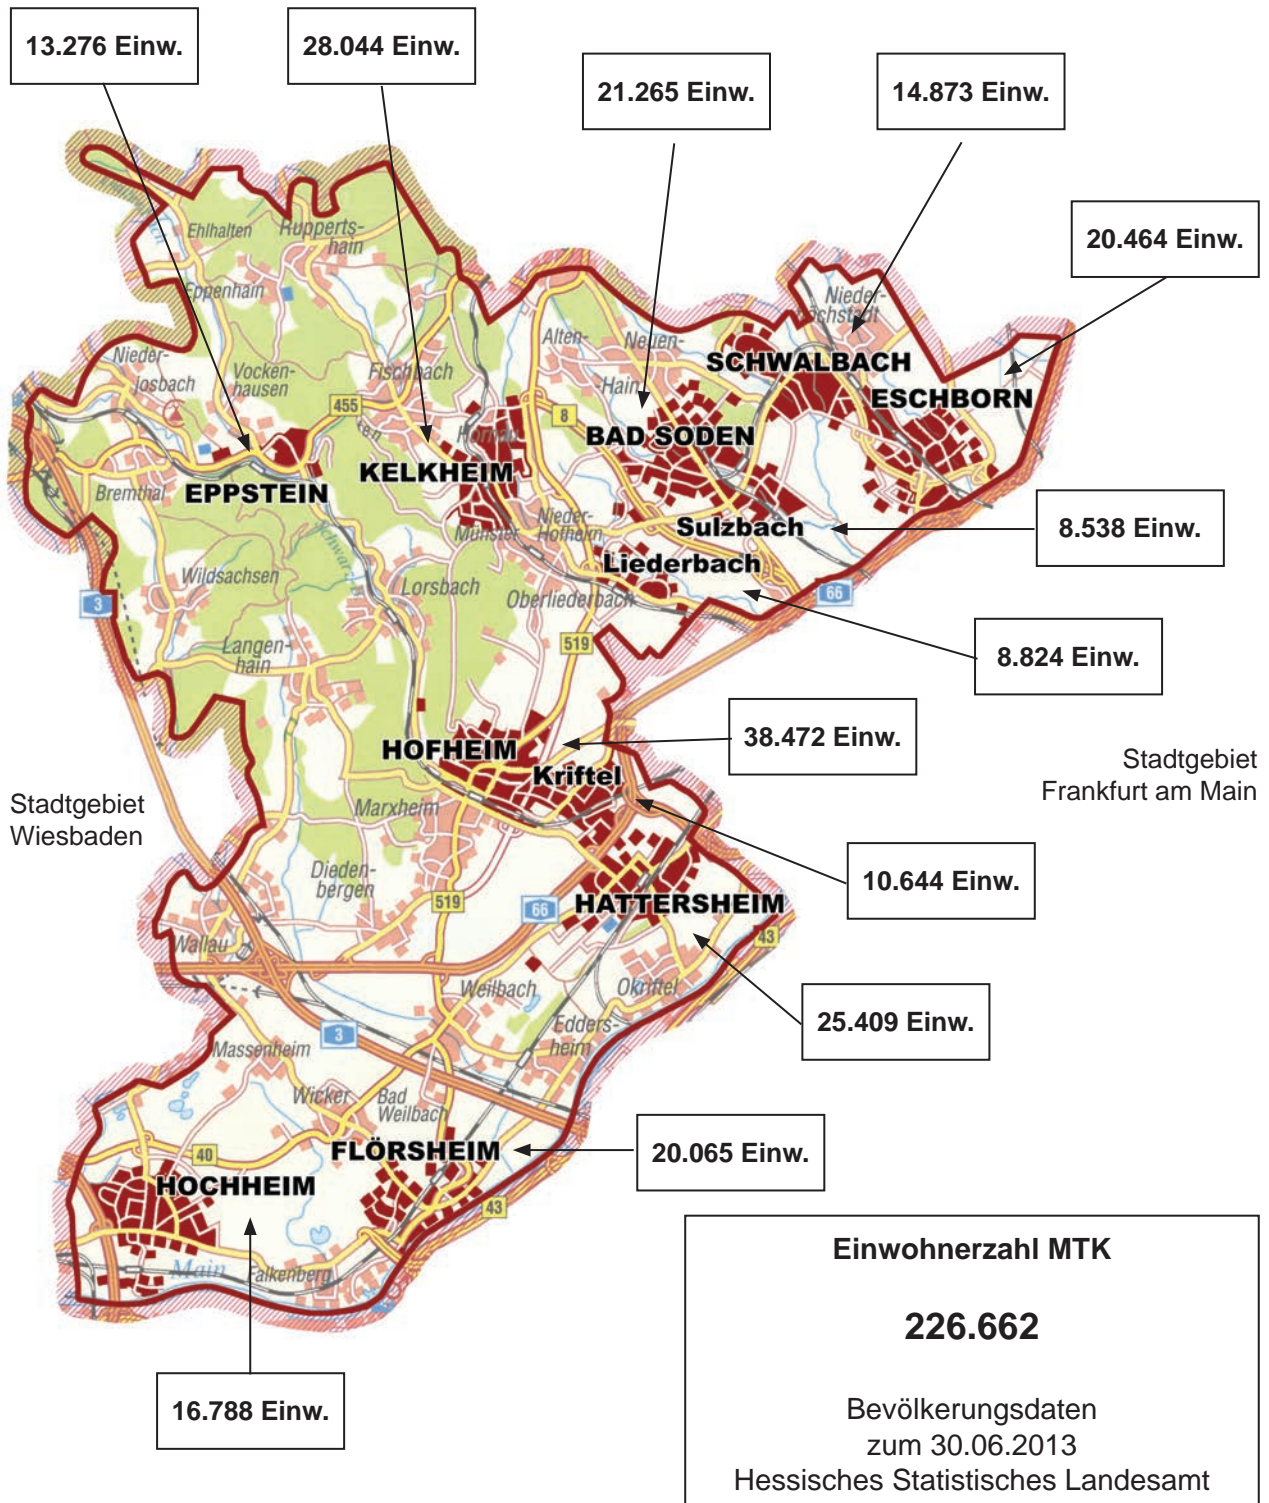 13.276 Einw.
28.044 Einw.
21.265 Einw.
14.873 Einw.
20.464 Einw.
Ehlhalten
Rupperts-
hain
Eppenhain
Nieder-
höchstadt
Alten-
Neuen-
-Hain
SCHWALBACH
ESCHBORN
Nieder-
Josbach
Vocken-
hausen
Fischbach
455
8
Hornau
BAD SODEN
KELKHEIM
EPPSTEIN
Bremthal
Münster
Nieder-
Hofheim
Sulzbach
8.538 Einw.
Liederbach
Wildsachsen
Lorsbach
Oberliederbach
3
66
Langen-
hain
519
8.824 Einw.
HOFHEIM
38.472 Einw.
Kriftel
Stadtgebiet
Frankfurt am Main
Stadtgebiet
Wiesbaden
Marxheim
Dieden-
bergen
10.644 Einw.
519
66
HATTERSHEIM
43
Wallau
Weilbach
Okriftel
25.409 Einw.
3
Edders-
heim
Massenheim
Wicker
Bad
Weilbach
FLÖRSHEIM
20.065 Einw.
40
HOCHHEIM
43
Main
Falkenberg
16.788 Einw.
Einwohnerzahl MTK
226.662
Bevölkerungsdaten
zum 30.06.2013
Hessisches Statistisches Landesamt